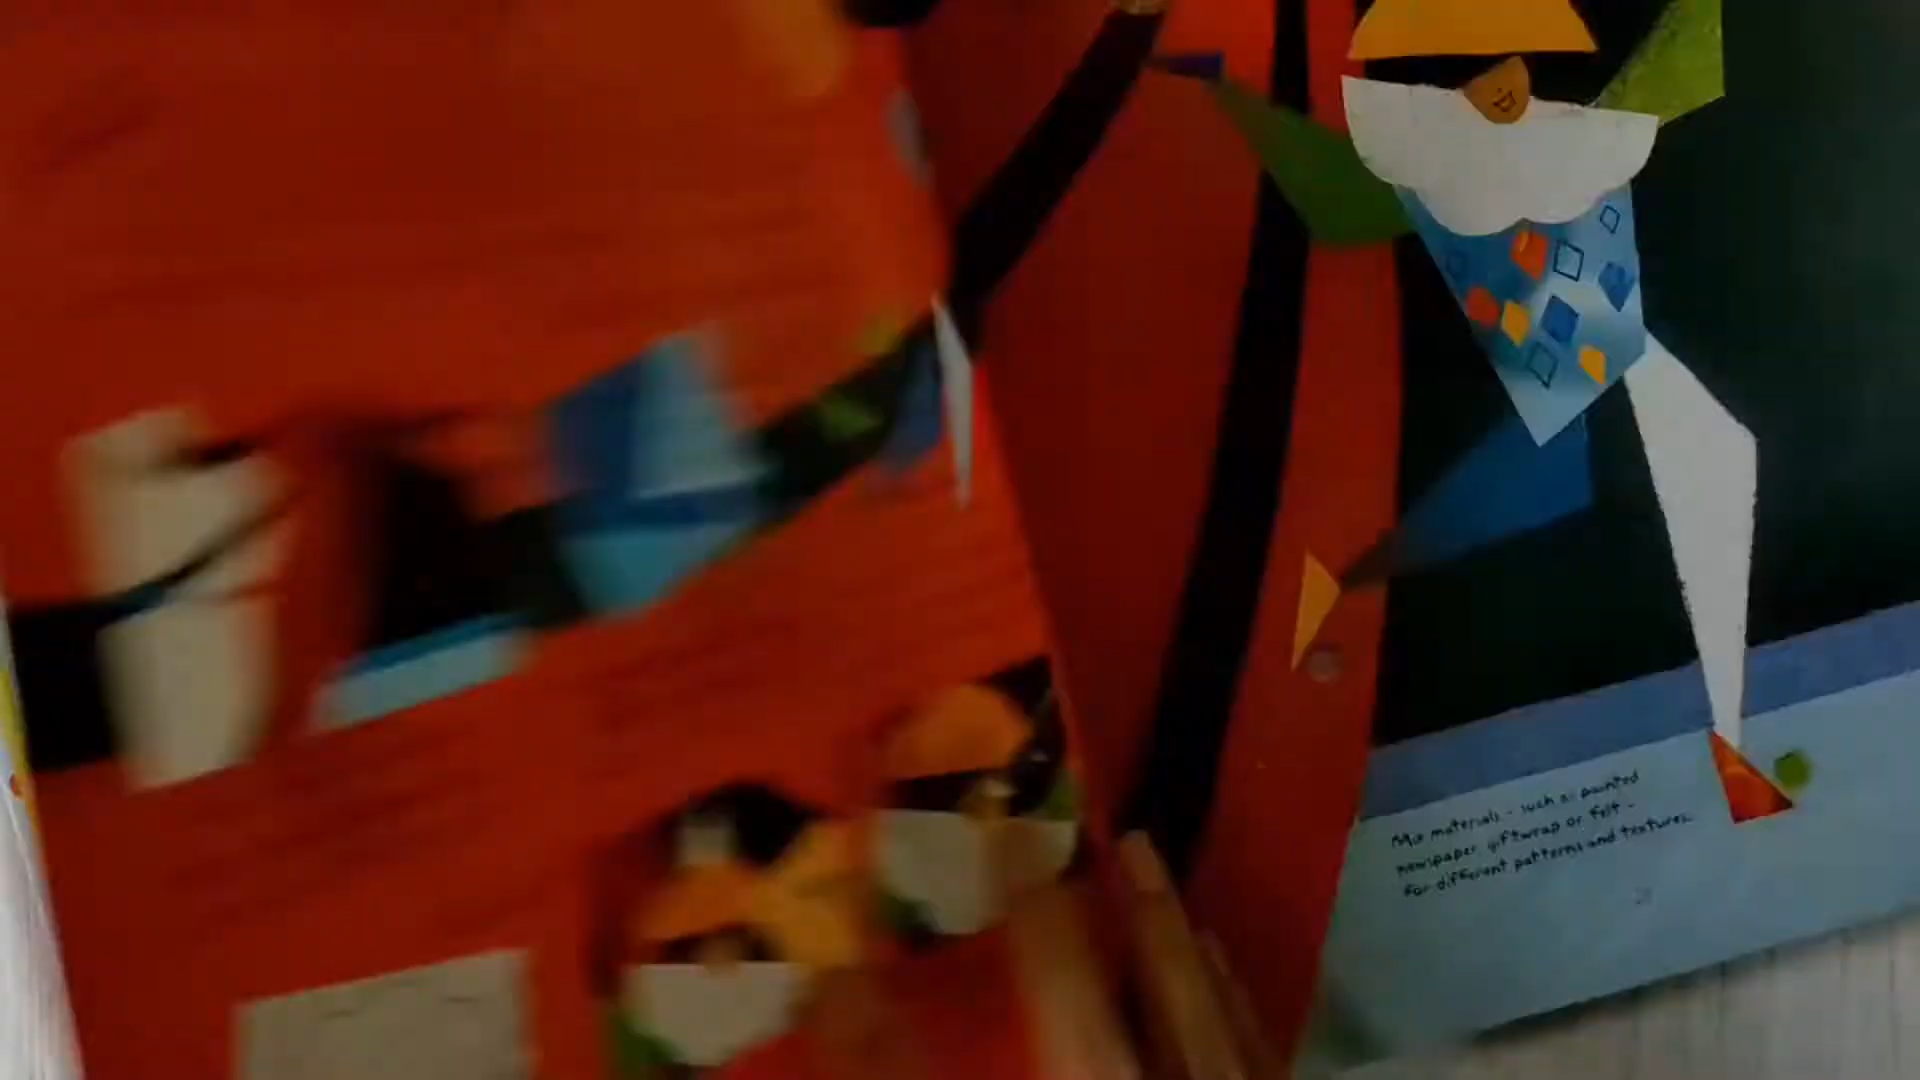 Mix materials - such as painted
newspaper, giftwrap or felt -
for different patterns and textures.